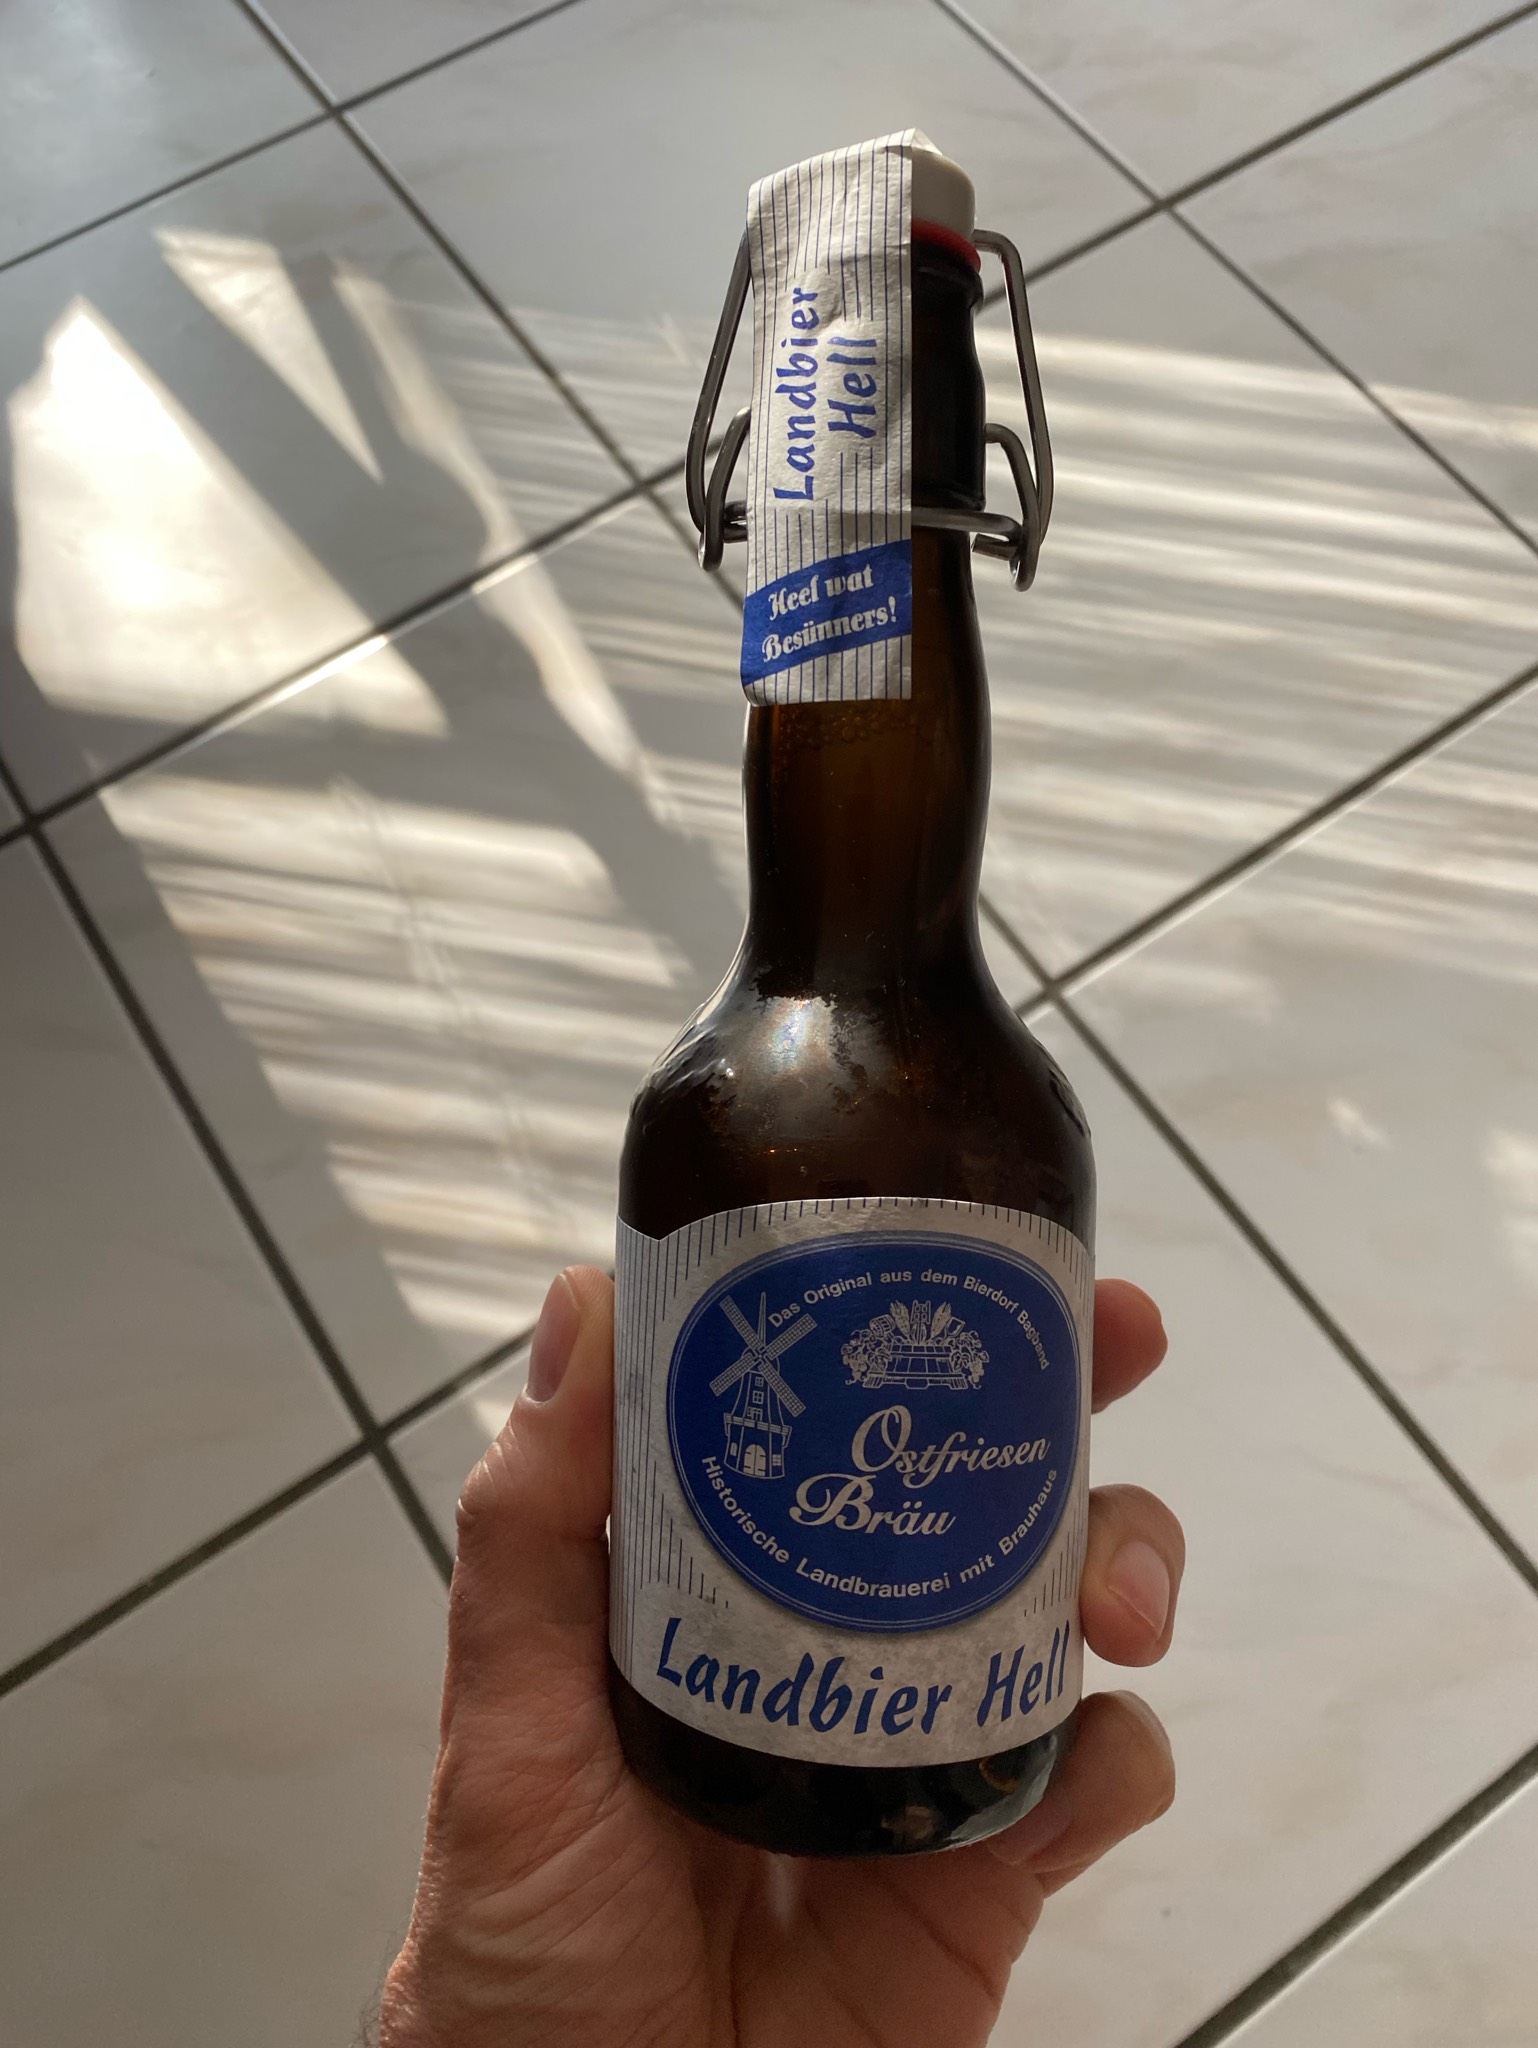 Landbier
Hell
Heel wat
Besünners!
Das Original aus dem Bierdorf Bagband
Ostfriesen
Bräu
Historische Landbrauerei mit Brauhaus
Landbier Hell